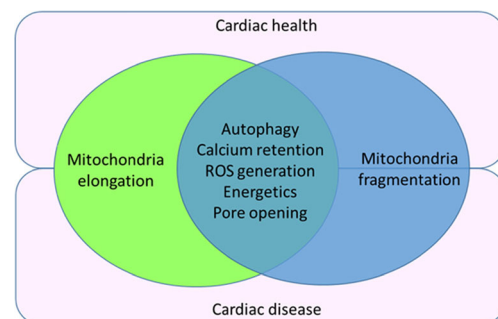 Cardiac health
Mitochondria
elongation
Autophagy
Calcium retention
ROS generation
Energetics
Pore opening
Mitochondria
fragmentation
Cardiac disease